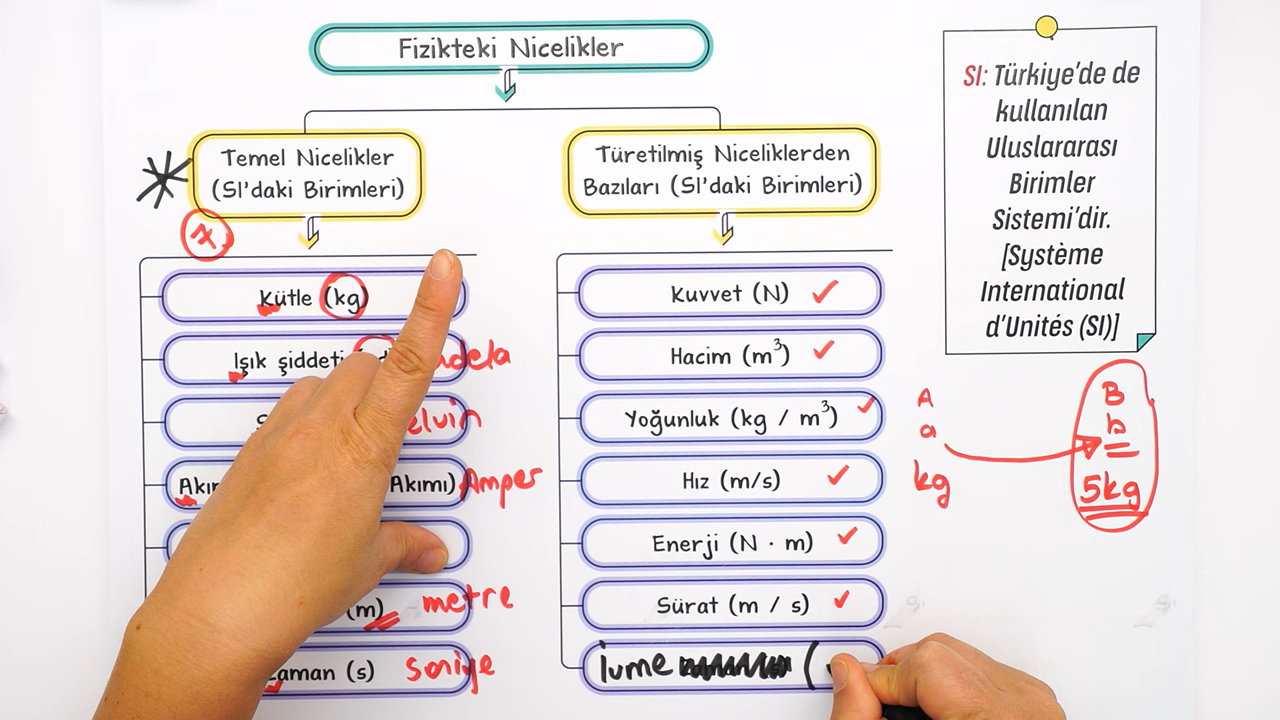 Fizikteki Nicelikler
Temel Nicelikler
(SI'daki Birimleri)
7
Kütle (kg)
Işık şiddeti
Akımı) Amper
(m) metre
zaman (s) saniye
Türetilmiş Niceliklerden
Bazıları (SI'daki Birimleri)
Kuvvet (N)
Hacim (m³)
Yoğunluk (kg / m³)
Hız (m/s)
Enerji (N · m)
Sürat (m / s)
İvme (
SI: Türkiye'de de
kullanılan
Uluslararası
Birimler
Sistemi'dir.
[Système
International
d'Unités (SI)]
A
a
kg
B
b
5kg